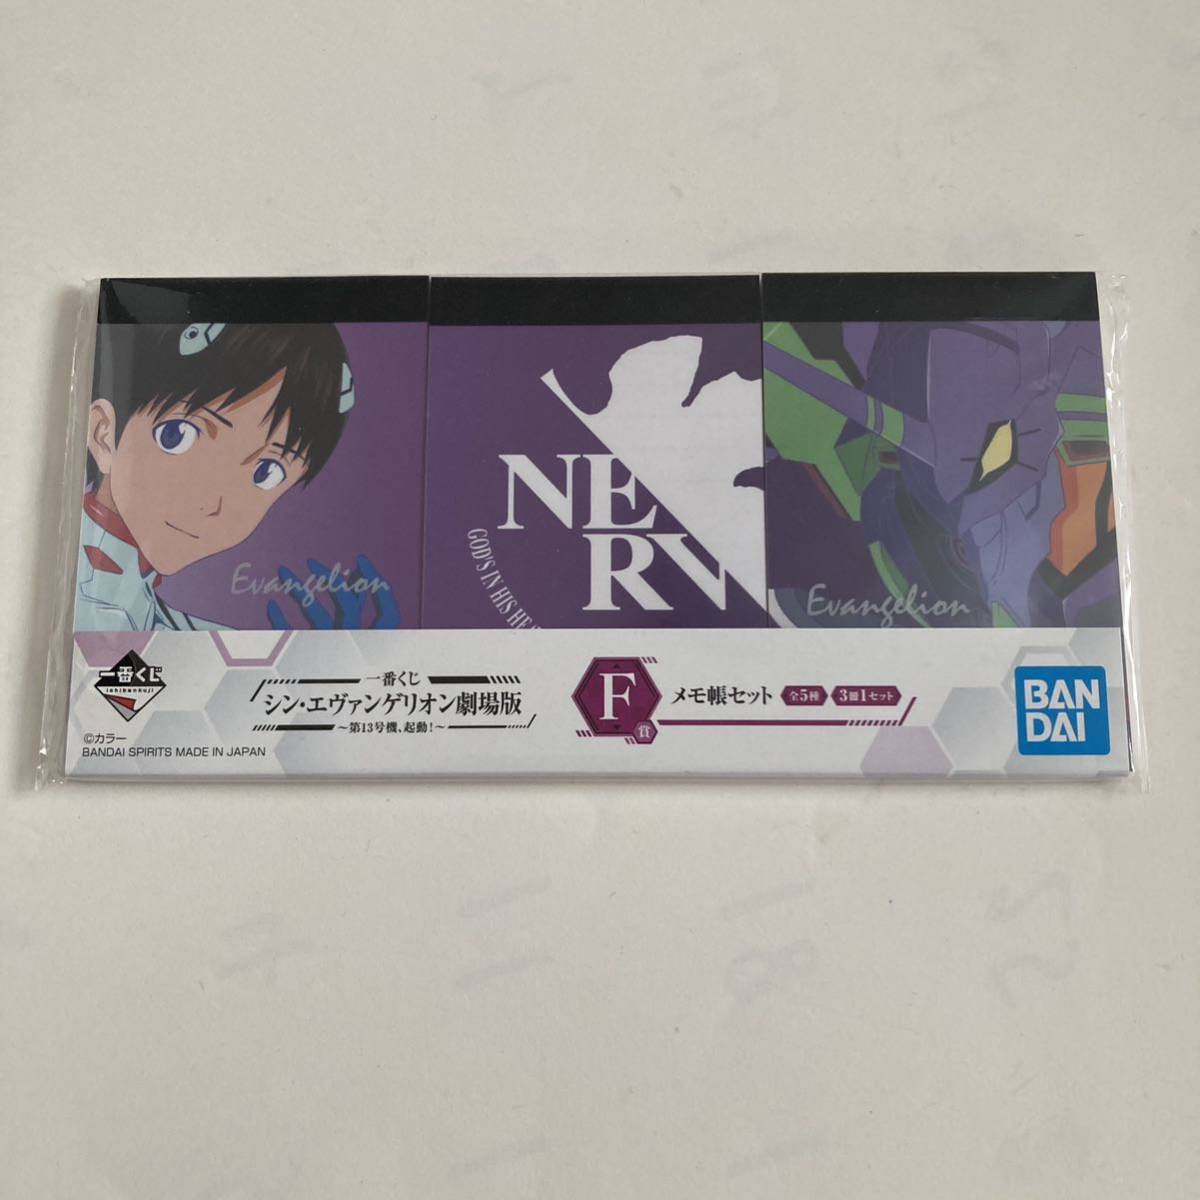 Evangelion
NE
RV
GOD'S IN HIS HE
Evangelion
一番くじ
ichibankuji
©カラー
BANDAI SPIRITS MADE IN JAPAN
一番くじ
シン・エヴァンゲリオン劇場版
～第13号機、起動！～
F
賞
メモ帳セット
全5種
3冊1セット
BAN
DAI